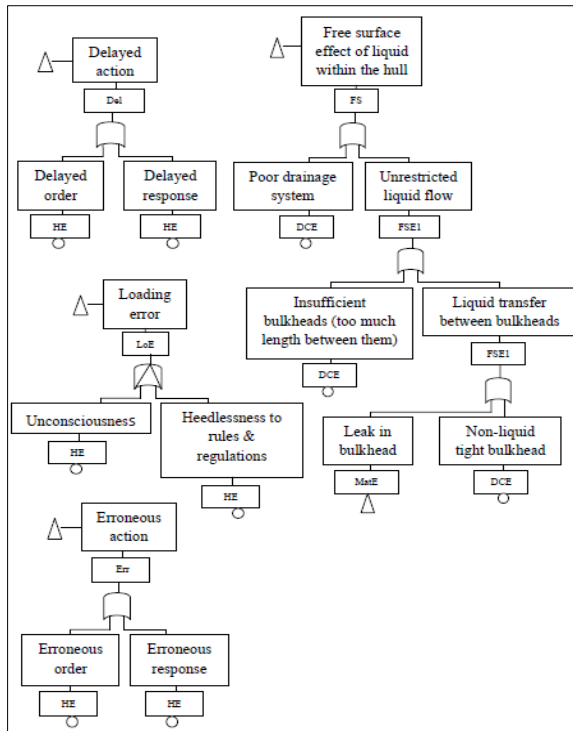 Delayed
action
Del
Delayed
order
HE
Delayed
response
HE
Free surface
effect of liquid
within the hull
FS
Poor drainage
system
DCE
Unrestricted
liquid flow
FSE1
Insufficient
bulkheads (too much
length between them)
DCE
Liquid transfer
between bulkheads
FSE1
Leak in
bulkhead
MatE
Non-liquid
tight bulkhead
DCE
Loading
error
LoE
UnconsciousnesS
HE
Heedlessness to
rules &
regulations
HE
Erroneous
action
Err
Erroneous
order
HE
Erroneous
response
HE